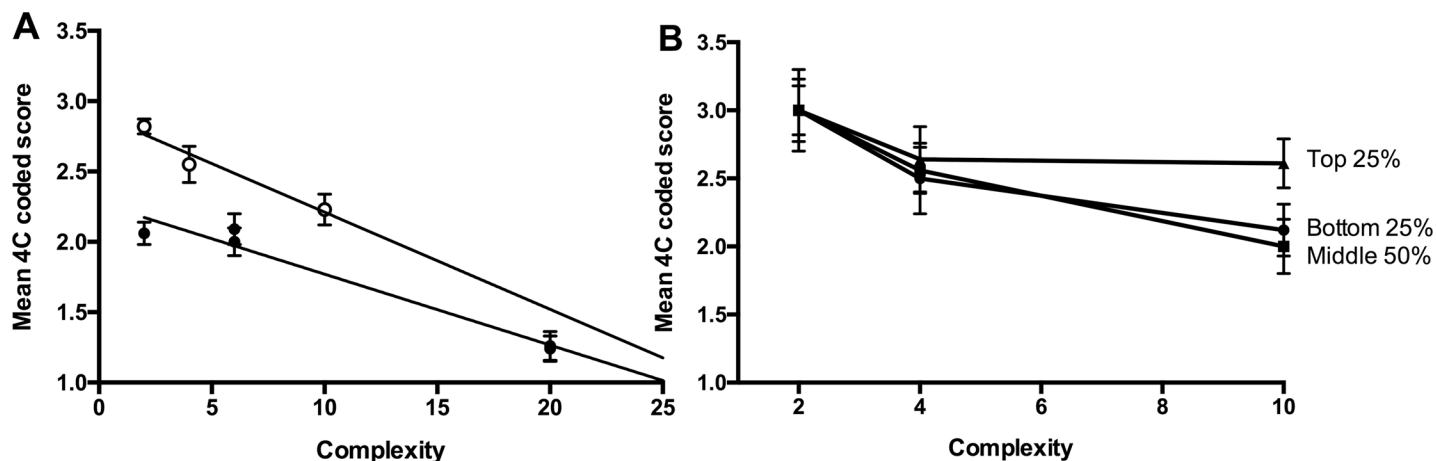 A
Mean 4C coded score
3.5
3.0
2.5
2.0
1.5
1.0
0 5 10 15 20 25
Complexity
B
Mean 4C coded score
3.5
3.0
2.5
2.0
1.5
1.0
2 4 6 8 10
Complexity
Top 25%
Bottom 25%
Middle 50%